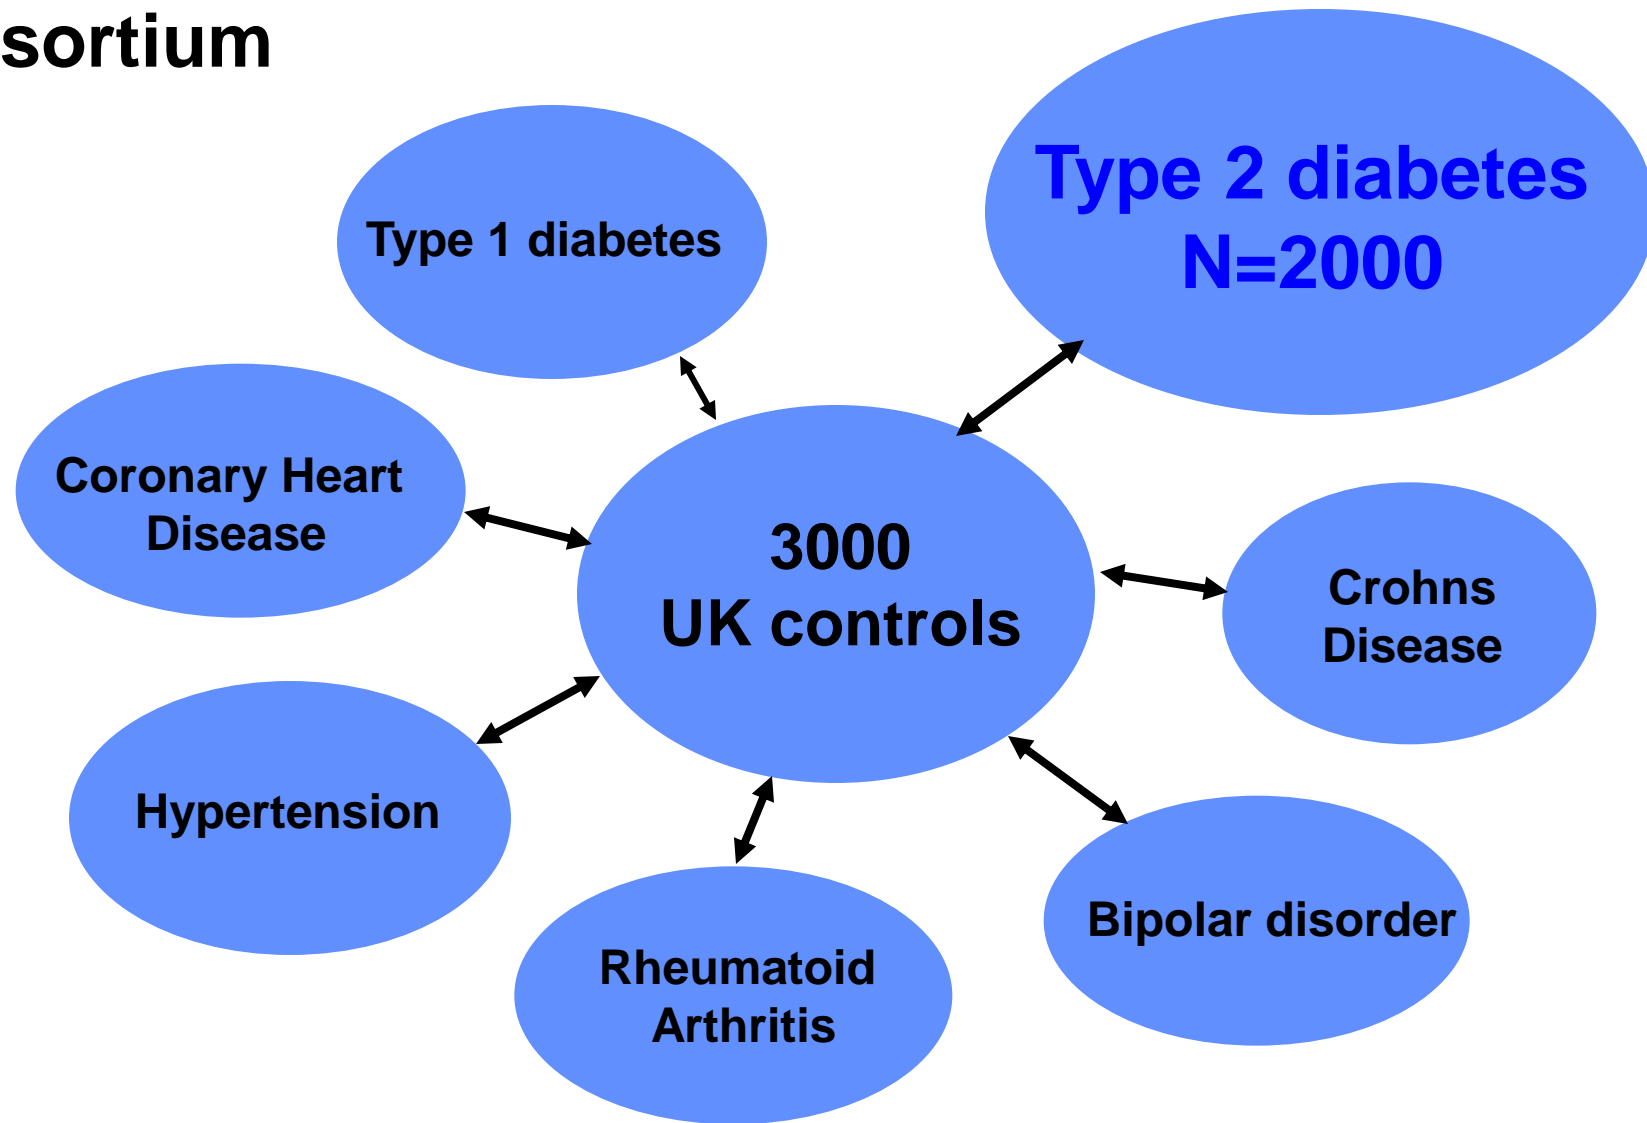 sortium
Type 2 diabetes
N=2000
Type 1 diabetes
Coronary Heart
Disease
3000
UK controls
Crohns
Disease
Hypertension
Bipolar disorder
Rheumatoid
Arthritis